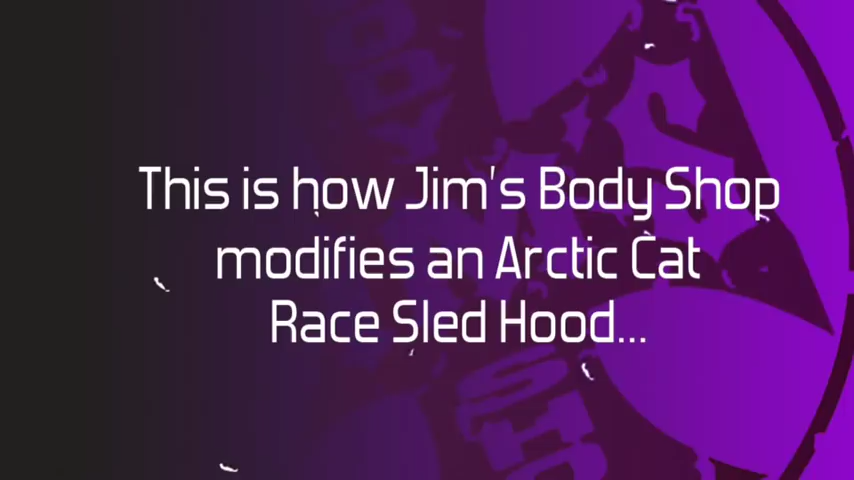 This is how Jim's Body Shop
modifies an Arctic Cat
Race Sled Hood...